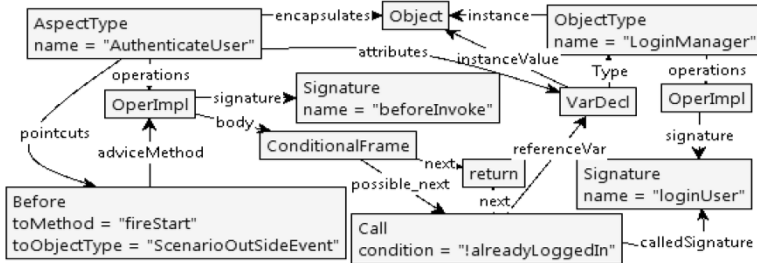 AspectType
name = "AuthenticateUser"
encapsulates
Object
instance
ObjectType
name = "LoginManager"
attributes
instanceValue
operations
Type
operations
OperImpl
signature
Signature
name = "beforeInvoke"
VarDecl
OperImpl
body
pointcuts
adviceMethod
ConditionalFrame
next
referenceVar
signature
possible_next
return
Signature
name = "loginUser"
next
Before
toMethod = "fireStart"
toObjectType = "ScenarioOutSideEvent"
Call
condition = "!alreadyLoggedIn"
calledSignature